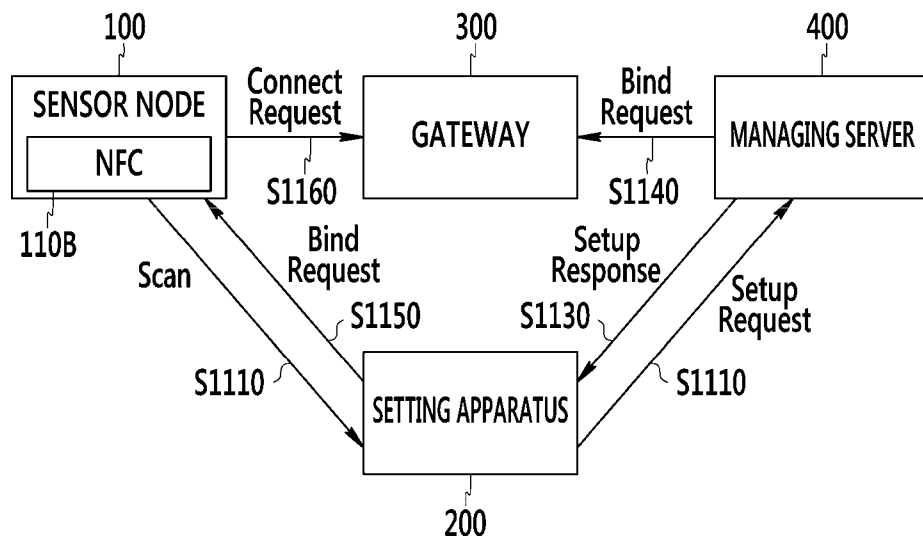 100
300
400
SENSOR NODE
NFC
Connect
Request
GATEWAY
Bind
Request
MANAGING SERVER
S1160
S1140
110B
Scan
Bind
Request
Setup
Response
Setup
Request
S1150
S1130
S1110
S1110
SETTING APPARATUS
200